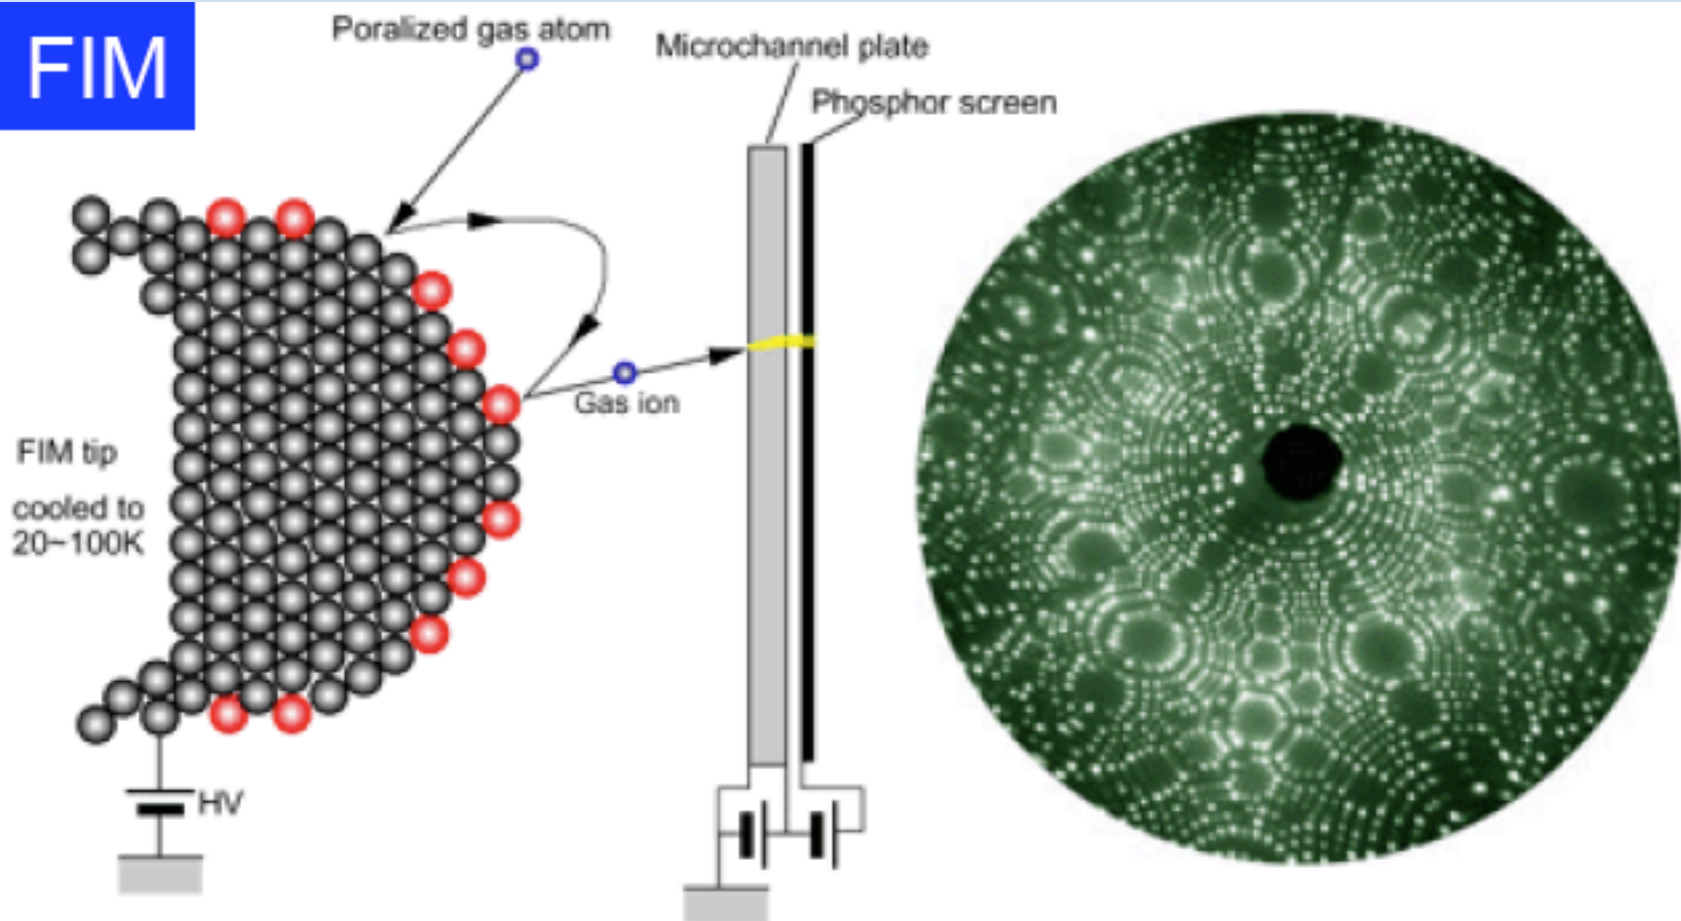 FIM
Poralized gas atom
Microchannel plate
Phosphor screen
Gas ion
FIM tip
cooled to
20~100K
HV